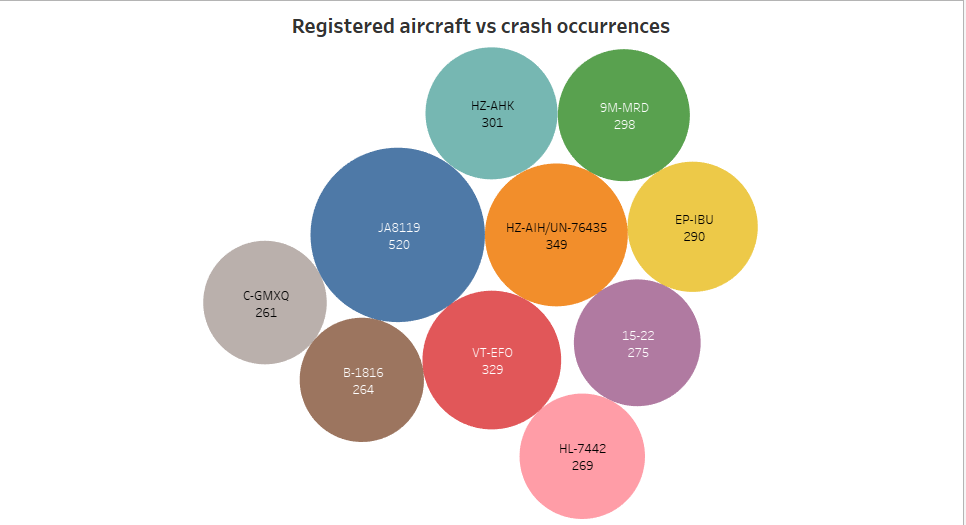 Registered aircraft vs crash occurrences
HZ-AHK
301
9M-MRD
298
JA8119
520
HZ-AIH/UN-76435
349
EP-IBU
290
C-GMXQ
261
B-1816
264
VT-EFO
329
15-22
275
HL-7442
269